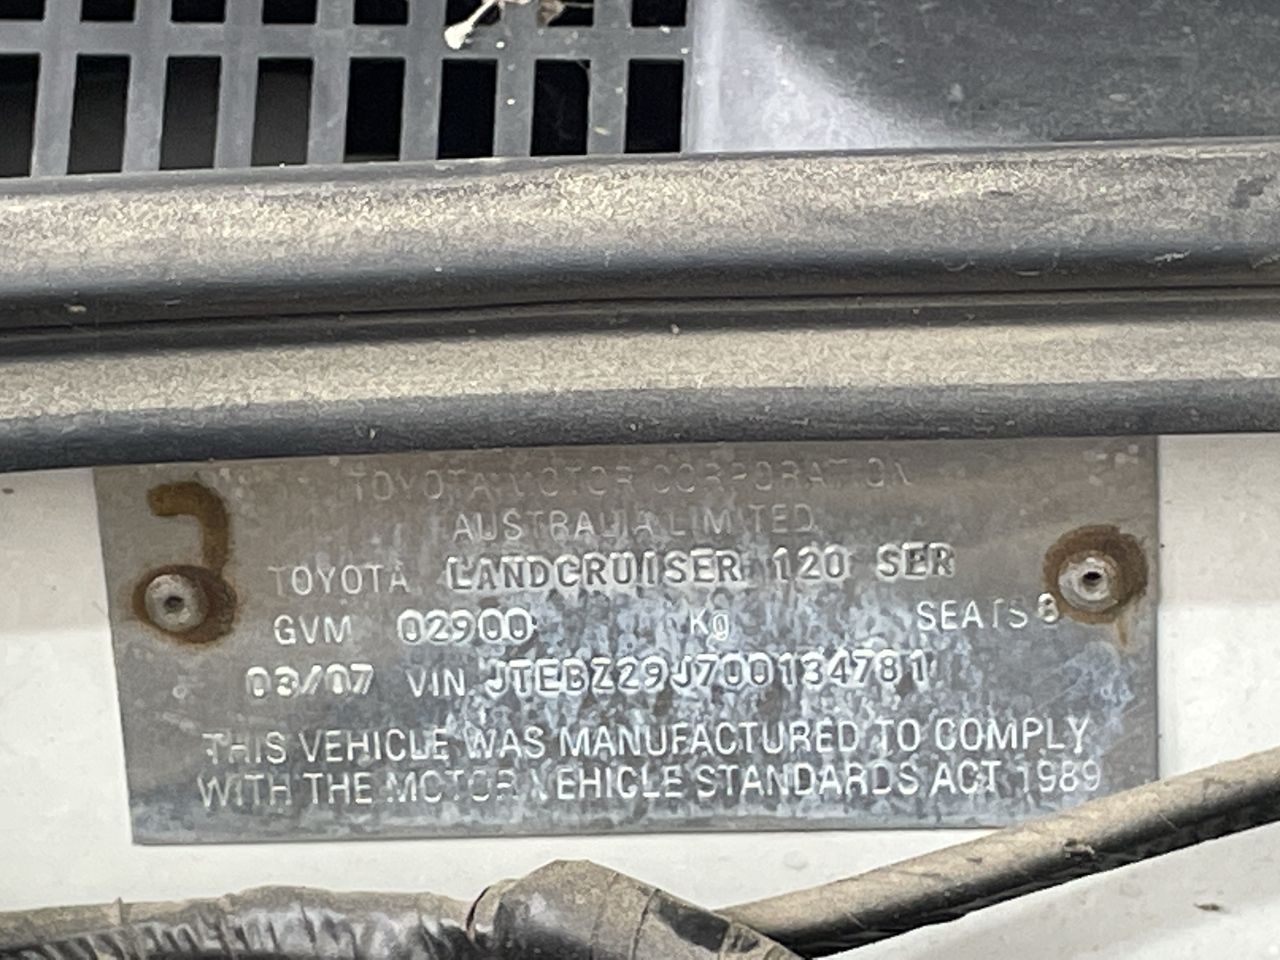 TOYOTA MOTOR CORPORATION
AUSTRALIA LIMITED
TOYOTA LANDCRUISER 120 SER
GVM 02900 KG SEATS 8
03/07 VIN JTEBZ29J700134781
THIS VEHICLE WAS MANUFACTURED TO COMPLY
WITH THE MOTOR VEHICLE STANDARDS ACT 1989